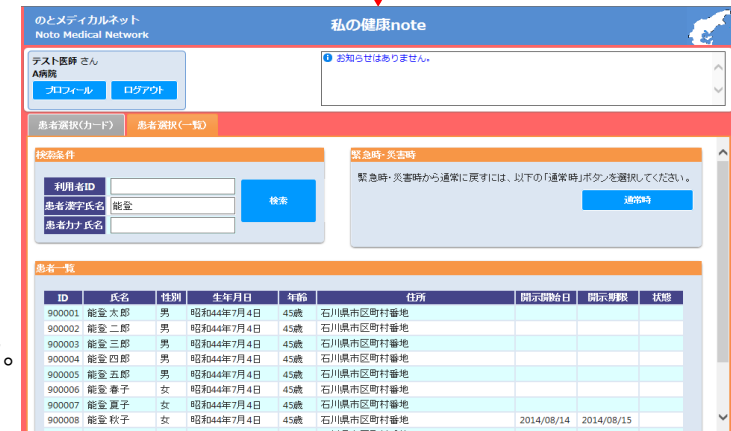 のとメディカルネット
Noto Medical Network
私の健康note
テスト医師 さん
A病院
プロフィール ログアウト
お知らせはありません。
患者選択(カード) 患者選択(一覧)
検索条件
利用者ID
患者漢字氏名 能登
患者カナ氏名
検索
緊急時・災害時
緊急時・災害時から通常に戻すには、以下の「通常時」ボタンを選択してください。
通常時
患者一覧
ID 氏名 性別 生年月日 年齢 住所 開示開始日 開示期限 状態
900001 能登 太郎 男 昭和44年7月4日 45歳 石川県市区町村番地
900002 能登 二郎 男 昭和44年7月4日 45歳 石川県市区町村番地
900003 能登 三郎 男 昭和44年7月4日 45歳 石川県市区町村番地
900004 能登 四郎 男 昭和44年7月4日 45歳 石川県市区町村番地
900005 能登 五郎 男 昭和44年7月4日 45歳 石川県市区町村番地
900006 能登 春子 女 昭和44年7月4日 45歳 石川県市区町村番地
900007 能登 夏子 女 昭和44年7月4日 45歳 石川県市区町村番地
900008 能登 秋子 女 昭和44年7月4日 45歳 石川県市区町村番地 2014/08/14 2014/08/15
。